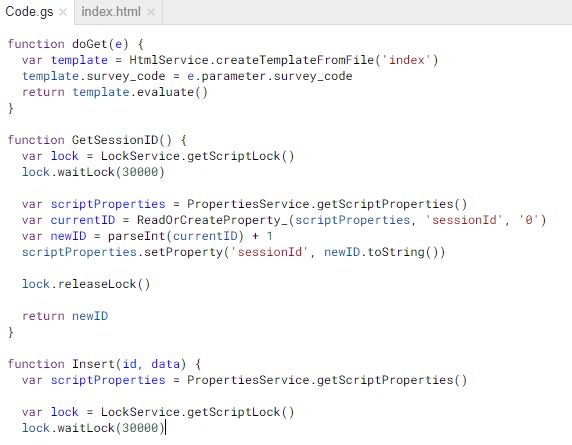 Code.gs × index.html ×
function doGet(e) {
  var template = HtmlService.createTemplateFromFile('index')
  template.survey_code = e.parameter.survey_code
  return template.evaluate()
}
function GetSessionID() {
  var lock = LockService.getScriptLock()
  lock.waitLock(30000)
  var scriptProperties = PropertiesService.getScriptProperties()
  var currentID = ReadOrCreateProperty_(scriptProperties, 'sessionId', '0')
  var newID = parseInt(currentID) + 1
  scriptProperties.setProperty('sessionId', newID.toString())
  lock.releaseLock()
  return newID
}
function Insert(id, data) {
  var scriptProperties = PropertiesService.getScriptProperties()
  var lock = LockService.getScriptLock()
  lock.waitLock(30000)